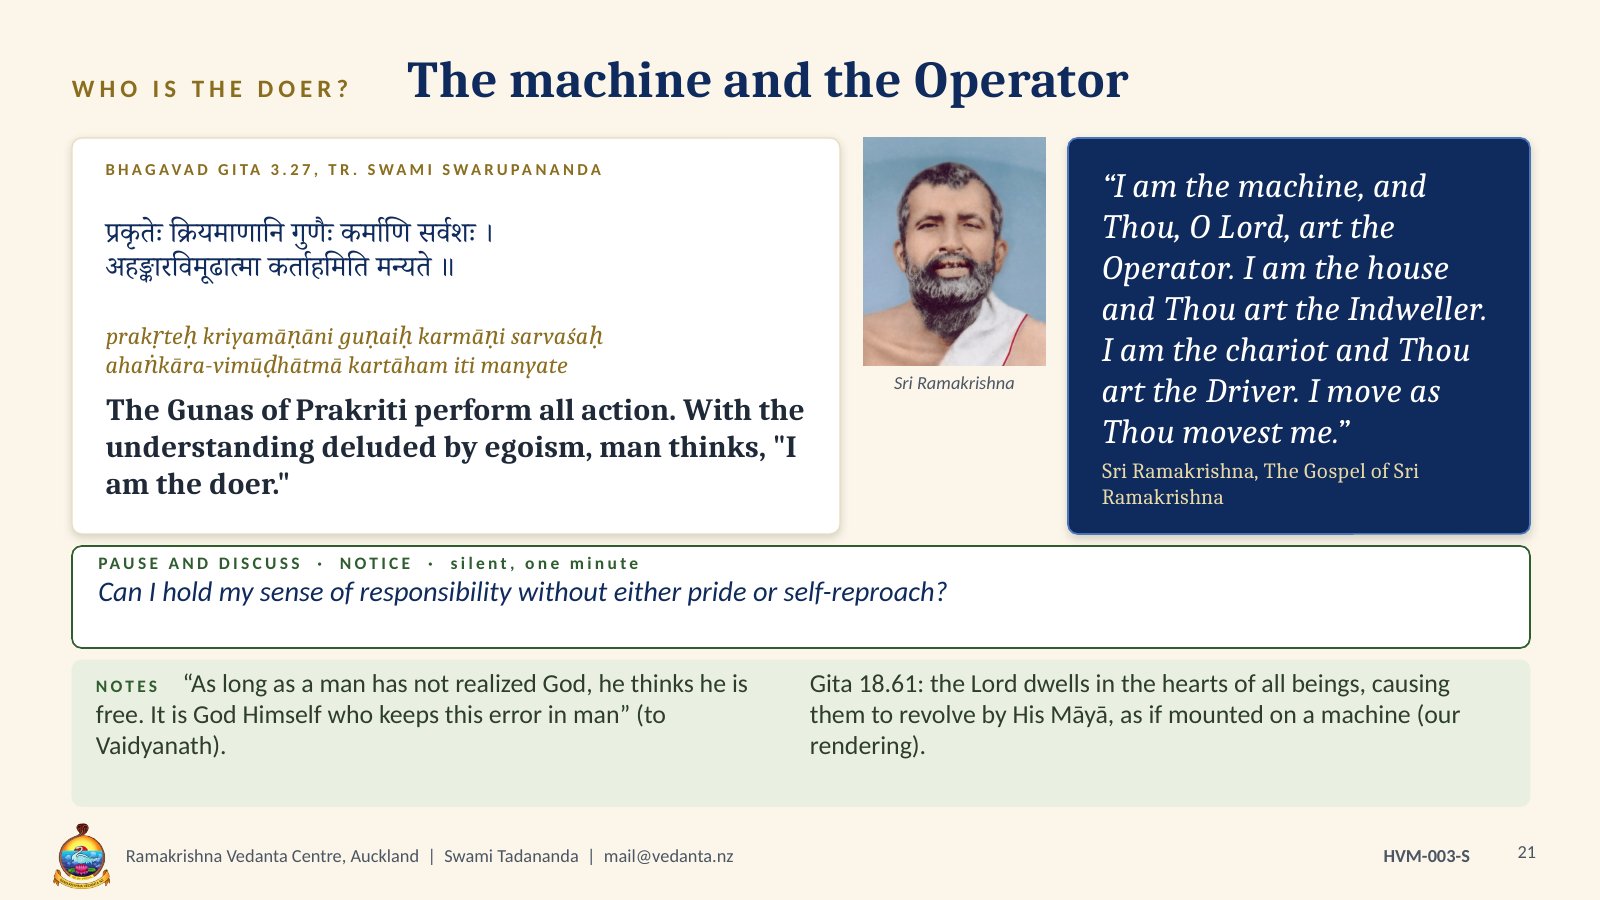 WHO IS THE DOER?
The machine and the Operator
BHAGAVAD GITA 3.27, TR. SWAMI SWARUPANANDA
प्रकृतेः क्रियमाणानि गुणैः कर्माणि सर्वशः ।
अहङ्कारविमूढात्मा कर्ताहमिति मन्यते ॥
prakṛteḥ kriyamāṇāni guṇaiḥ karmāṇi sarvaśaḥ
ahaṅkāra-vimūḍhātmā kartāham iti manyate
The Gunas of Prakriti perform all action. With the
understanding deluded by egoism, man thinks, "I
am the doer."
Sri Ramakrishna
“I am the machine, and
Thou, O Lord, art the
Operator. I am the house
and Thou art the Indweller.
I am the chariot and Thou
art the Driver. I move as
Thou movest me.”
Sri Ramakrishna, The Gospel of Sri
Ramakrishna
PAUSE AND DISCUSS · NOTICE · silent, one minute
Can I hold my sense of responsibility without either pride or self-reproach?
NOTES “As long as a man has not realized God, he thinks he is
free. It is God Himself who keeps this error in man” (to
Vaidyanath).
Gita 18.61: the Lord dwells in the hearts of all beings, causing
them to revolve by His Māyā, as if mounted on a machine (our
rendering).
Ramakrishna Vedanta Centre, Auckland | Swami Tadananda | mail@vedanta.nz
HVM-003-S
21